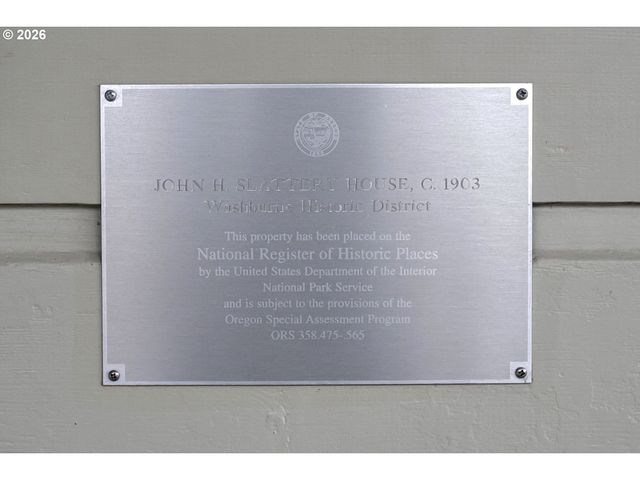 © 2026
JOHN H. SLATTERY HOUSE, C. 1903
Washburne Historic District
This property has been placed on the
National Register of Historic Places
by the United States Department of the Interior
National Park Service
and is subject to the provisions of the
Oregon Special Assessment Program
ORS 358.475-.565